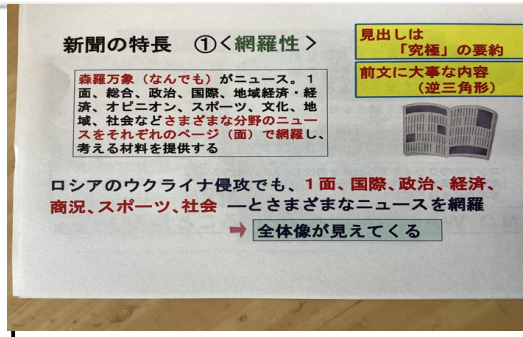 新聞の特長　①＜網羅性＞
見出しは
「究極」の要約
前文に大事な内容
（逆三角形）
森羅万象（なんでも）がニュース。１
面、総合、政治、国際、地域経済・経
済、オピニオン、スポーツ、文化、地
域、社会などさまざまな分野のニュー
スをそれぞれのページ（面）で網羅し、
考える材料を提供する
ロシアのウクライナ侵攻でも、１面、国際、政治、経済、
商況、スポーツ、社会　―とさまざまなニュースを網羅
➡ 全体像が見えてくる